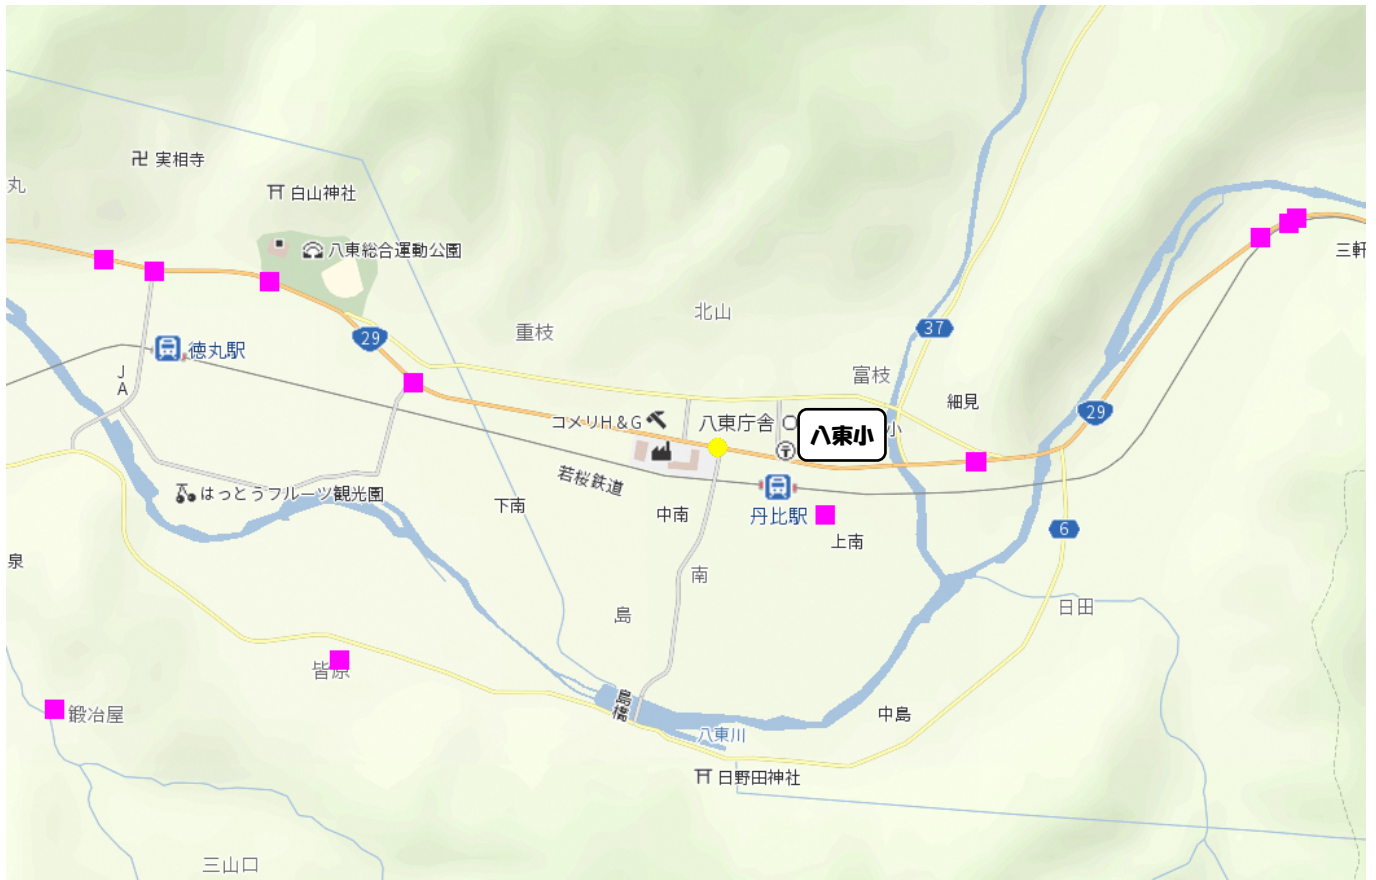 実相寺
丸
白山神社
八東総合運動公園
三軒
北山
37
重枝
29
徳丸駅
JA
富枝
細見
29
コメリH&G
八東庁舎
八東小
小
若桜鉄道
はっとうフルーツ観光園
下南
中南
丹比駅
上南
6
泉
南
日田
島
皆原
島橋
鍛冶屋
中島
八東川
日野田神社
三山口